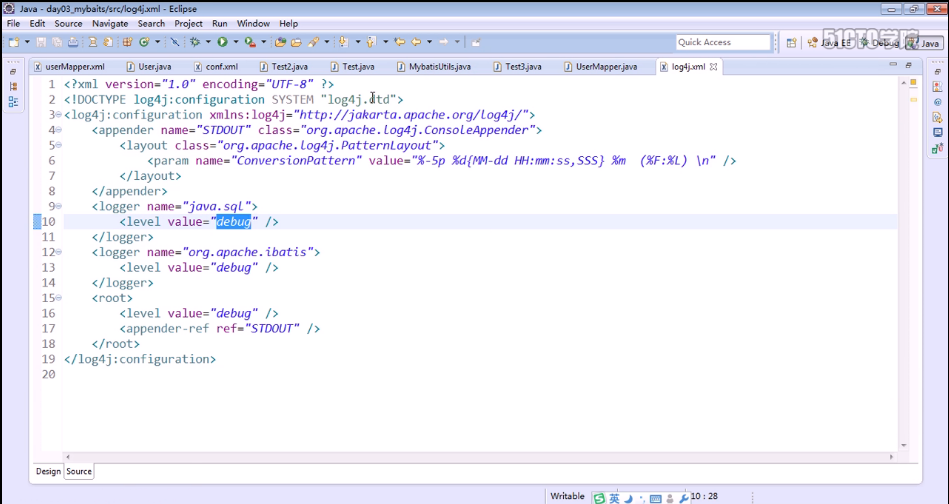 Java - day03_mybaits/src/log4j.xml - Eclipse
File Edit Source Navigate Search Project Run Window Help
Quick Access
Java EE Debug Java
51CTO学院
userMapper.xml User.java conf.xml Test2.java Test.java MybatisUtils.java Test3.java UserMapper.java log4j.xml
1 <?xml version="1.0" encoding="UTF-8" ?>
2 <!DOCTYPE log4j:configuration SYSTEM "log4j.dtd">
3 <log4j:configuration xmlns:log4j="http://jakarta.apache.org/log4j/">
4 <appender name="STDOUT" class="org.apache.log4j.ConsoleAppender">
5 <layout class="org.apache.log4j.PatternLayout">
6 <param name="ConversionPattern" value="%-5p %d{MM-dd HH:mm:ss,SSS} %m (%F:%L) \n" />
7 </layout>
8 </appender>
9 <logger name="java.sql">
10 <level value="debug" />
11 </logger>
12 <logger name="org.apache.ibatis">
13 <level value="debug" />
14 </logger>
15 <root>
16 <level value="debug" />
17 <appender-ref ref="STDOUT" />
18 </root>
19 </log4j:configuration>
20
Design Source
Writable 英 10 : 28